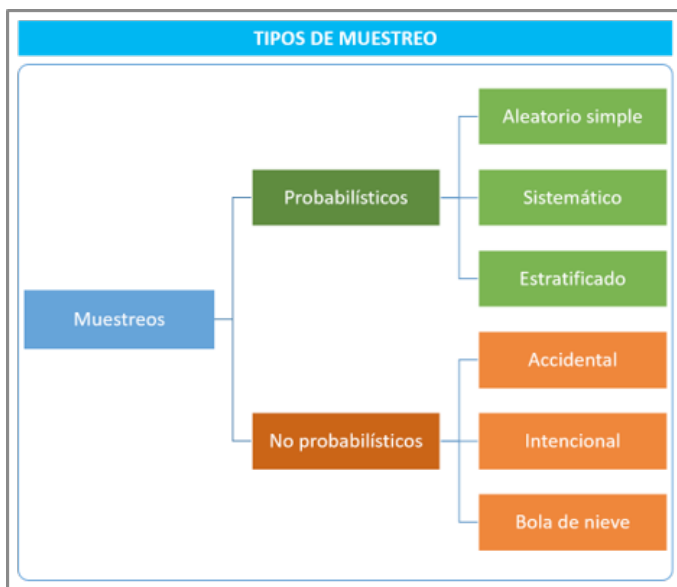 TIPOS DE MUESTREO
Muestreos
Probabilísticos
Aleatorio simple
Sistemático
Estratificado
No probabilísticos
Accidental
Intencional
Bola de nieve